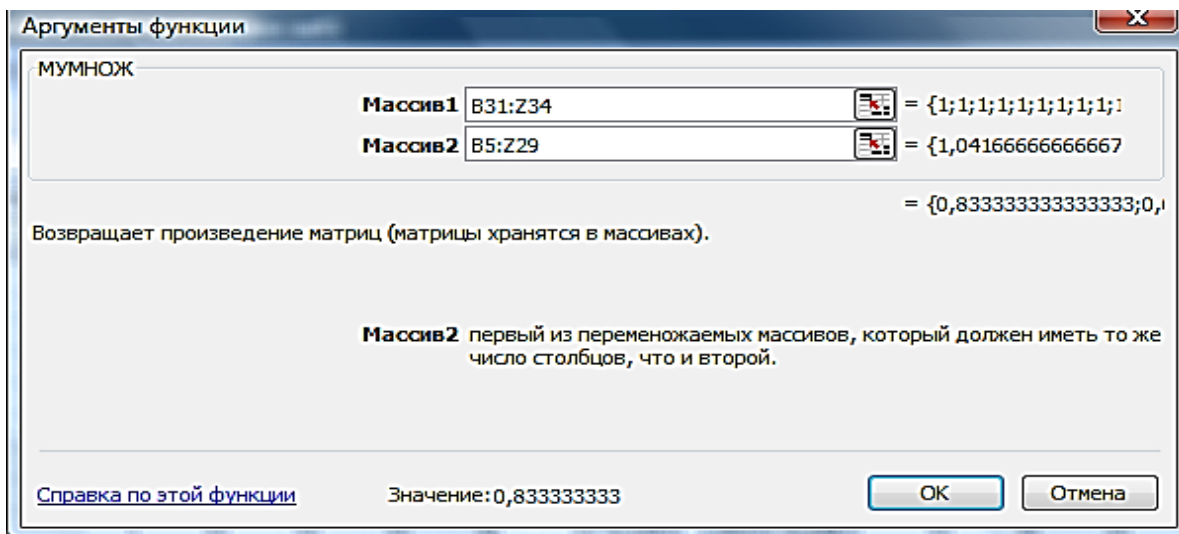 Аргументы функции
МУМНОЖ
Массив1 B31:Z34 = {1;1;1;1;1;1;1;1;1;1;1
Массив2 B5:Z29 = {1,04166666666667
= {0,833333333333333;0,
Возвращает произведение матриц (матрицы хранятся в массивах).
Массив2 первый из перемножаемых массивов, который должен иметь то же
число столбцов, что и второй.
Справка по этой функции Значение:0,833333333 OK Отмена